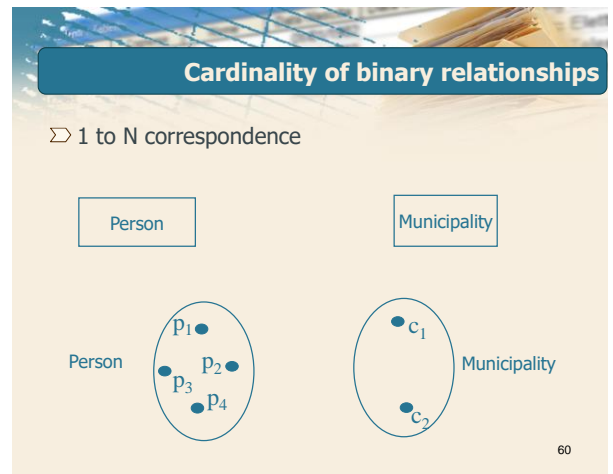 Cardinality of binary relationships
1 to N correspondence
Person
Municipality
p1
c1
Person
p2
Municipality
p3
p4
c2
60